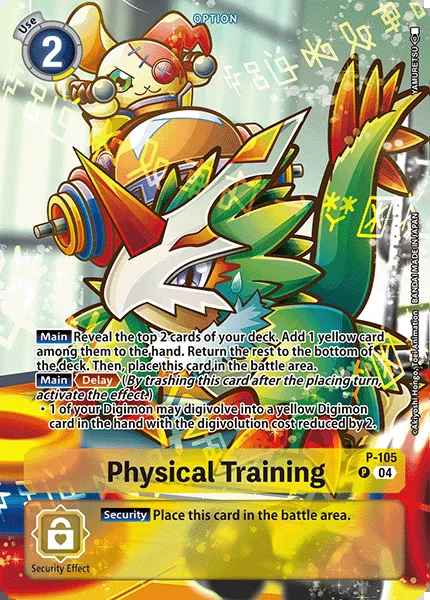 OPTION
Use
2
YAMURETSU
Main Reveal the top 2 cards of your deck. Add 1 yellow card
among them to the hand. Return the rest to the bottom of
the deck. Then, place this card in the battle area.
Main Delay (By trashing this card after the placing turn,
activate the effect.)
• 1 of your Digimon may digivolve into a yellow Digimon
card in the hand with the digivolution cost reduced by 2.
©Akiyoshi Hongo, Toei Animation BANDAI MADE IN JAPAN
Physical Training
P-105
P 04
Security Place this card in the battle area.
Security Effect